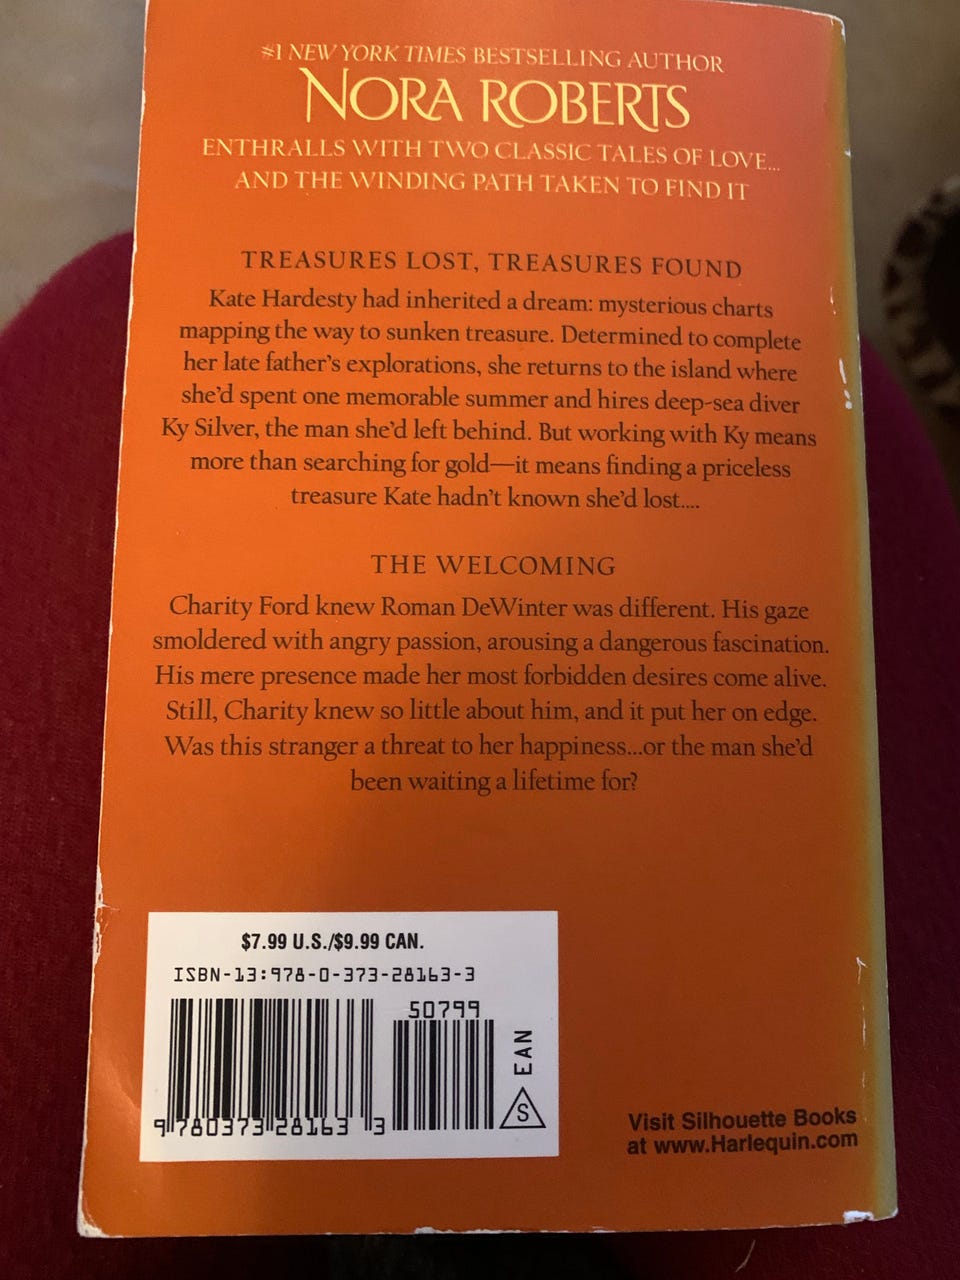 #1 NEW YORK TIMES BESTSELLING AUTHOR
NORA ROBERTS
ENTHRALLS WITH TWO CLASSIC TALES OF LOVE...
AND THE WINDING PATH TAKEN TO FIND IT
TREASURES LOST, TREASURES FOUND
Kate Hardesty had inherited a dream: mysterious charts
mapping the way to sunken treasure. Determined to complete
her late father's explorations, she returns to the island where
she'd spent one memorable summer and hires deep-sea diver
Ky Silver, the man she'd left behind. But working with Ky means
more than searching for gold—it means finding a priceless
treasure Kate hadn't known she'd lost....
THE WELCOMING
Charity Ford knew Roman DeWinter was different. His gaze
smoldered with angry passion, arousing a dangerous fascination.
His mere presence made her most forbidden desires come alive.
Still, Charity knew so little about him, and it put her on edge.
Was this stranger a threat to her happiness...or the man she'd
been waiting a lifetime for?
$7.99 U.S./$9.99 CAN.
ISBN-13:978-0-373-28163-3
50799
9 780373 281633
EAN
S
Visit Silhouette Books
at www.Harlequin.com